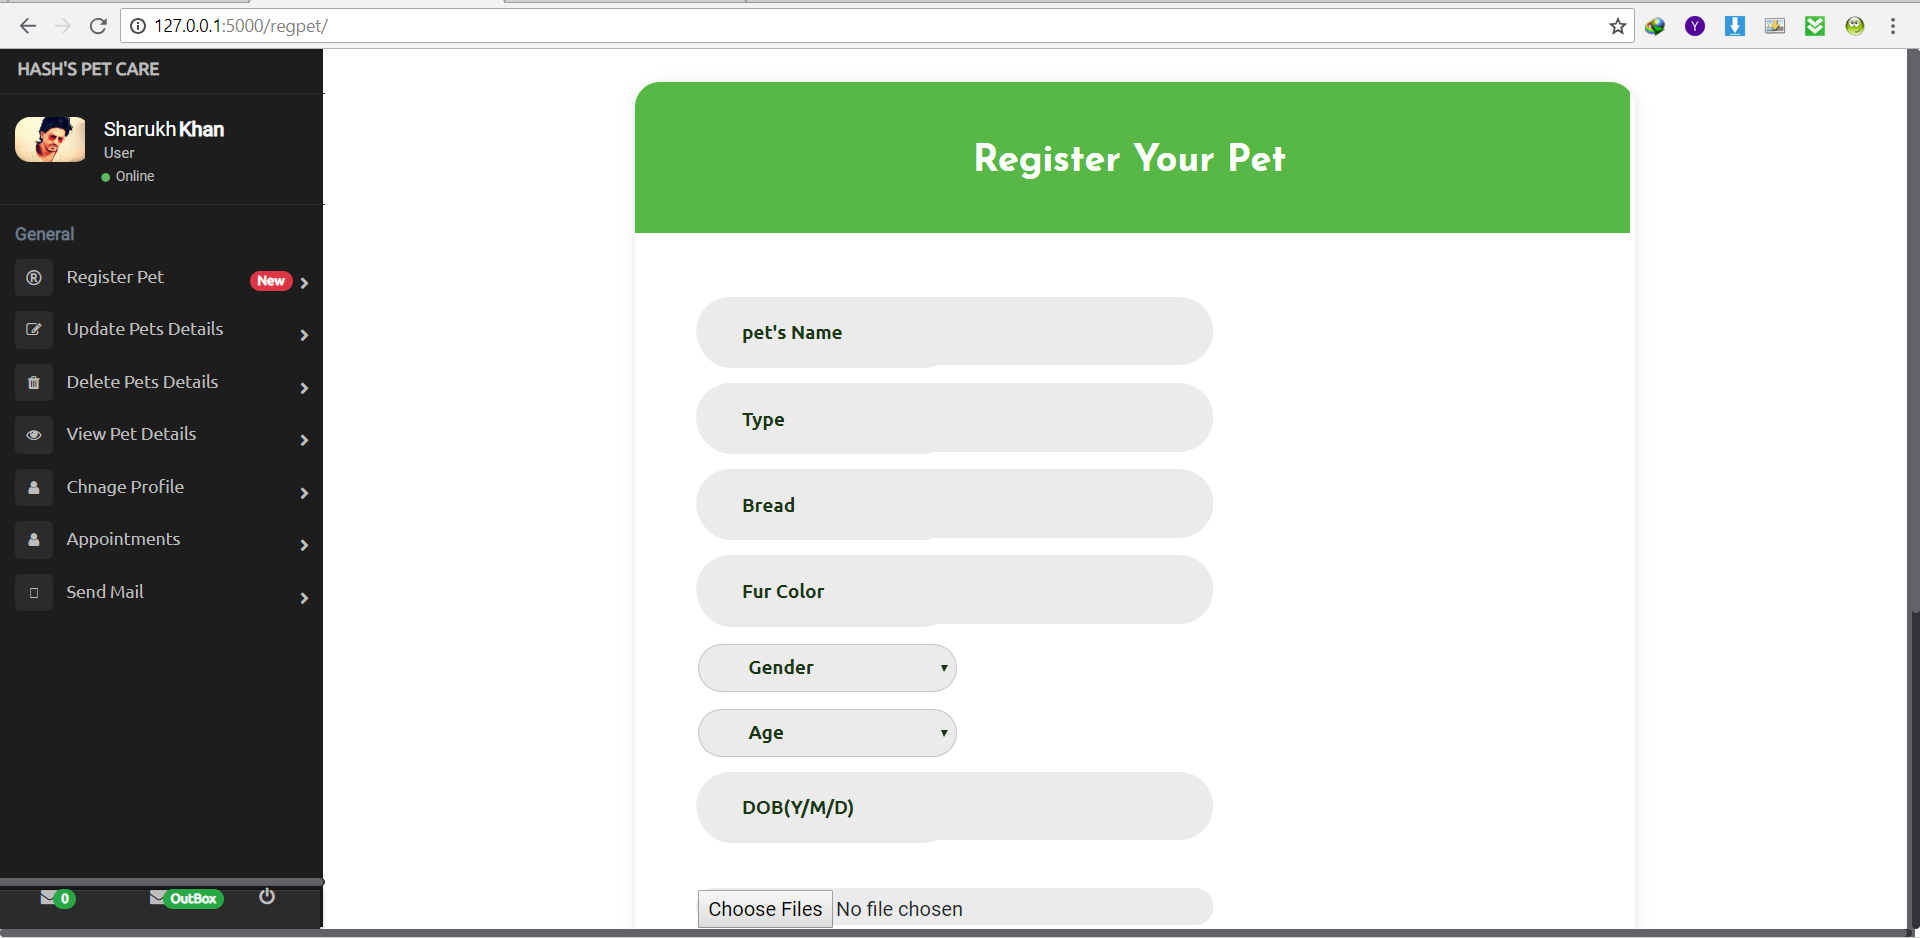 127.0.0.1:5000/regpet/
Y
HASH'S PET CARE
Sharukh Khan
User
Online
General
® Register Pet New
Update Pets Details
Delete Pets Details
View Pet Details
Chnage Profile
Appointments
Send Mail
0 OutBox
Register Your Pet
pet's Name
Type
Bread
Fur Color
Gender
Age
DOB(Y/M/D)
Choose Files No file chosen